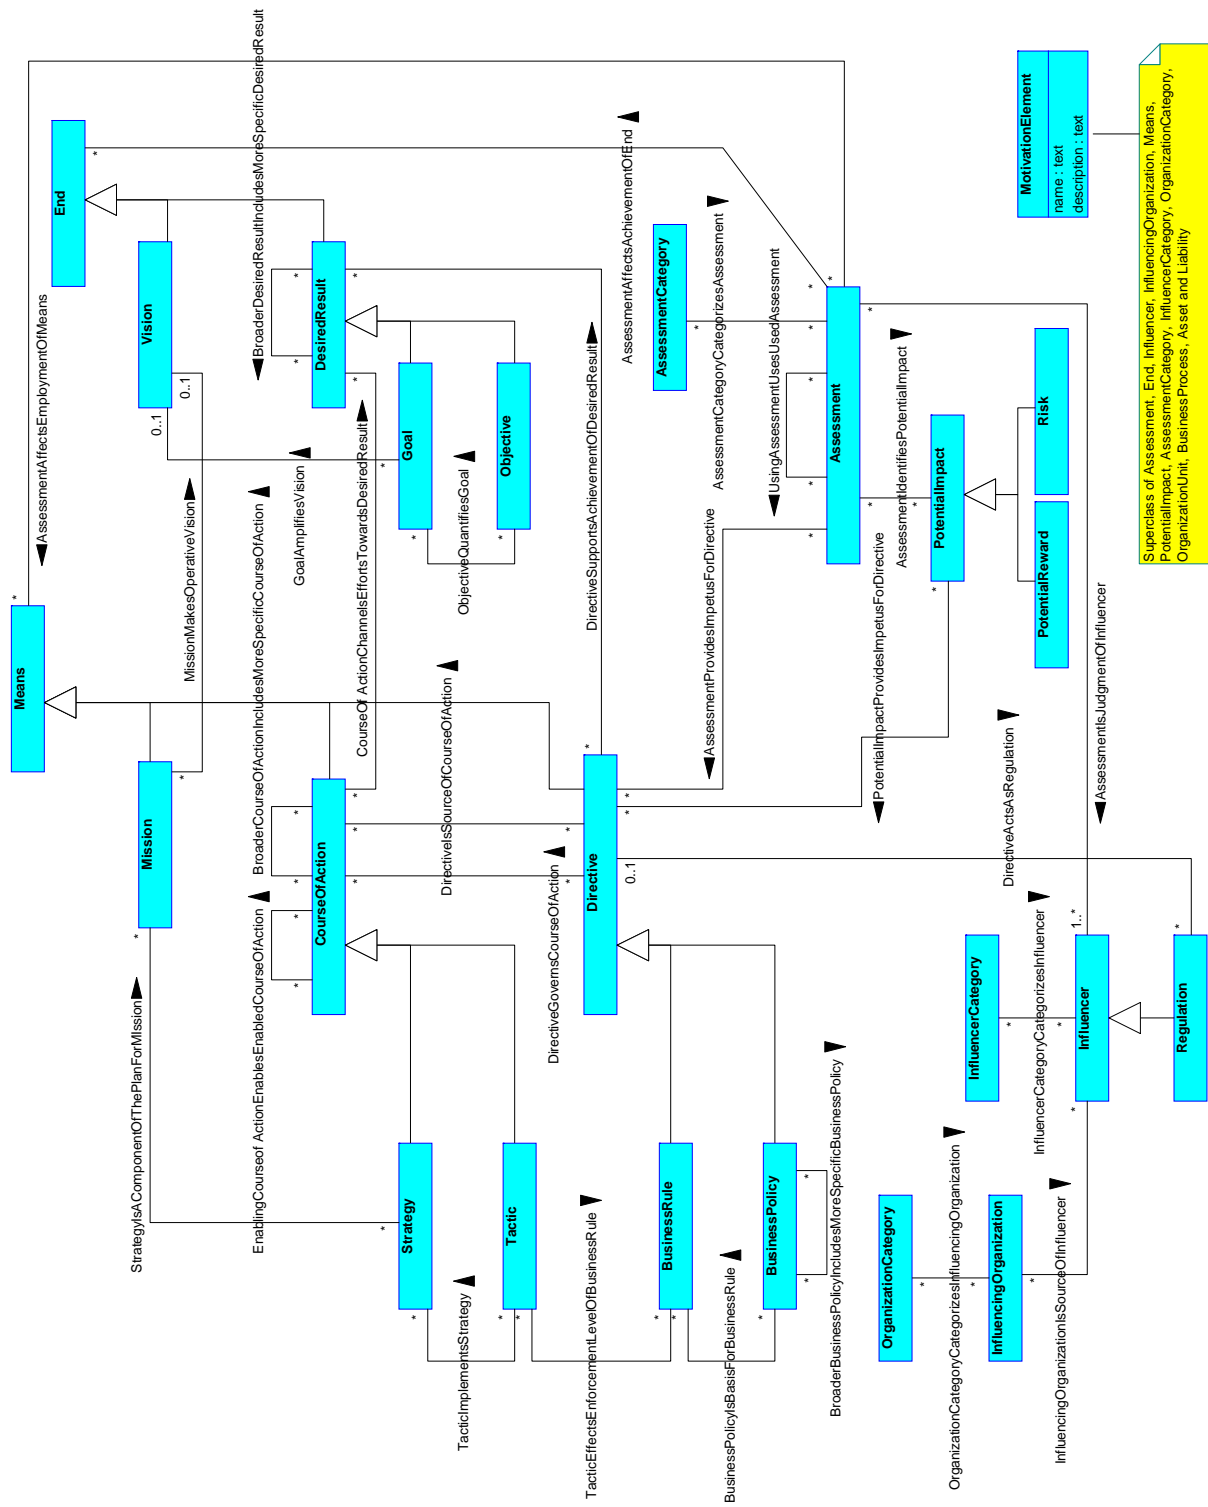 Means
*
AssessmentAffectsEmploymentOfMeans
End
*
StrategyIsAComponentOfThePlanForMIssion
*
Mission
Vision
0..1
*
0..1
MissionMakesOperativeVision
EnablingCourseof ActionEnablesEnabledCourseOfAction
BroaderCourseOfActionIncludesMoreSpecificCourseOfAction
BroaderDesiredResultIncludesMoreSpecificDesiredResult
* * * *
* *
GoalAmplifiesVision
CourseOfAction
DesiredResult
* * *
* *
CourseOf ActionChannelsEffortsTowardsDesiredResult
*
*
Strategy
Goal
*
*
DirectiveIsSourceOfCourseOfAction
TacticImplementsStrategy
ObjectiveQuantifiesGoal
*
*
Tactic
Objective
*
DirectiveGovernsCourseOfAction
* *
*
TacticEffectsEnforcementLevelOfBusinessRule
Directive
DirectiveSupportsAchievementOfDesiredResult
0..1
*
*
AssessmentAffectsAchievementOfEnd
*
BusinessRule
AssessmentCategory
*
*
AssessmentProvidesImpetusForDirective
AssessmentCategoryCategorizesAssessment
BusinessPolicyIsBasisForBusinessRule
*
BusinessPolicy
UsingAssessmentUsesUsedAssessment
* *
*
*
*
*
*
*
BroaderBusinessPolicyIncludesMoreSpecificBusinessPolicy
Assessment
*
*
*
PotentialImpactProvidesImpetusForDirective
AssessmentIdentifiesPotentialImpact
OrganizationCategory
*
*
*
PotentialImpact
OrganizationCategoryCategorizesInfluencingOrganization
*
InfluencerCategory
InfluencingOrganization
*
DirectiveActsAsRegulation
MotivationElement
*
InfluencerCategoryCategorizesInfluencer
PotentialReward
Risk
InfluencingOrganizationIsSourceOfInfluencer
*
name : text
*
1..*
description : text
Influencer
AssessmentIsJudgmentOfInfluencer
*
Regulation
Superclass of Assessment, End, Influencer, InfluencingOrganization, Means,
PotentialImpact, AssessmentCategory, InfluencerCategory, OrganizationCategory,
OrganizationUnit, BusinessProcess, Asset and Liability